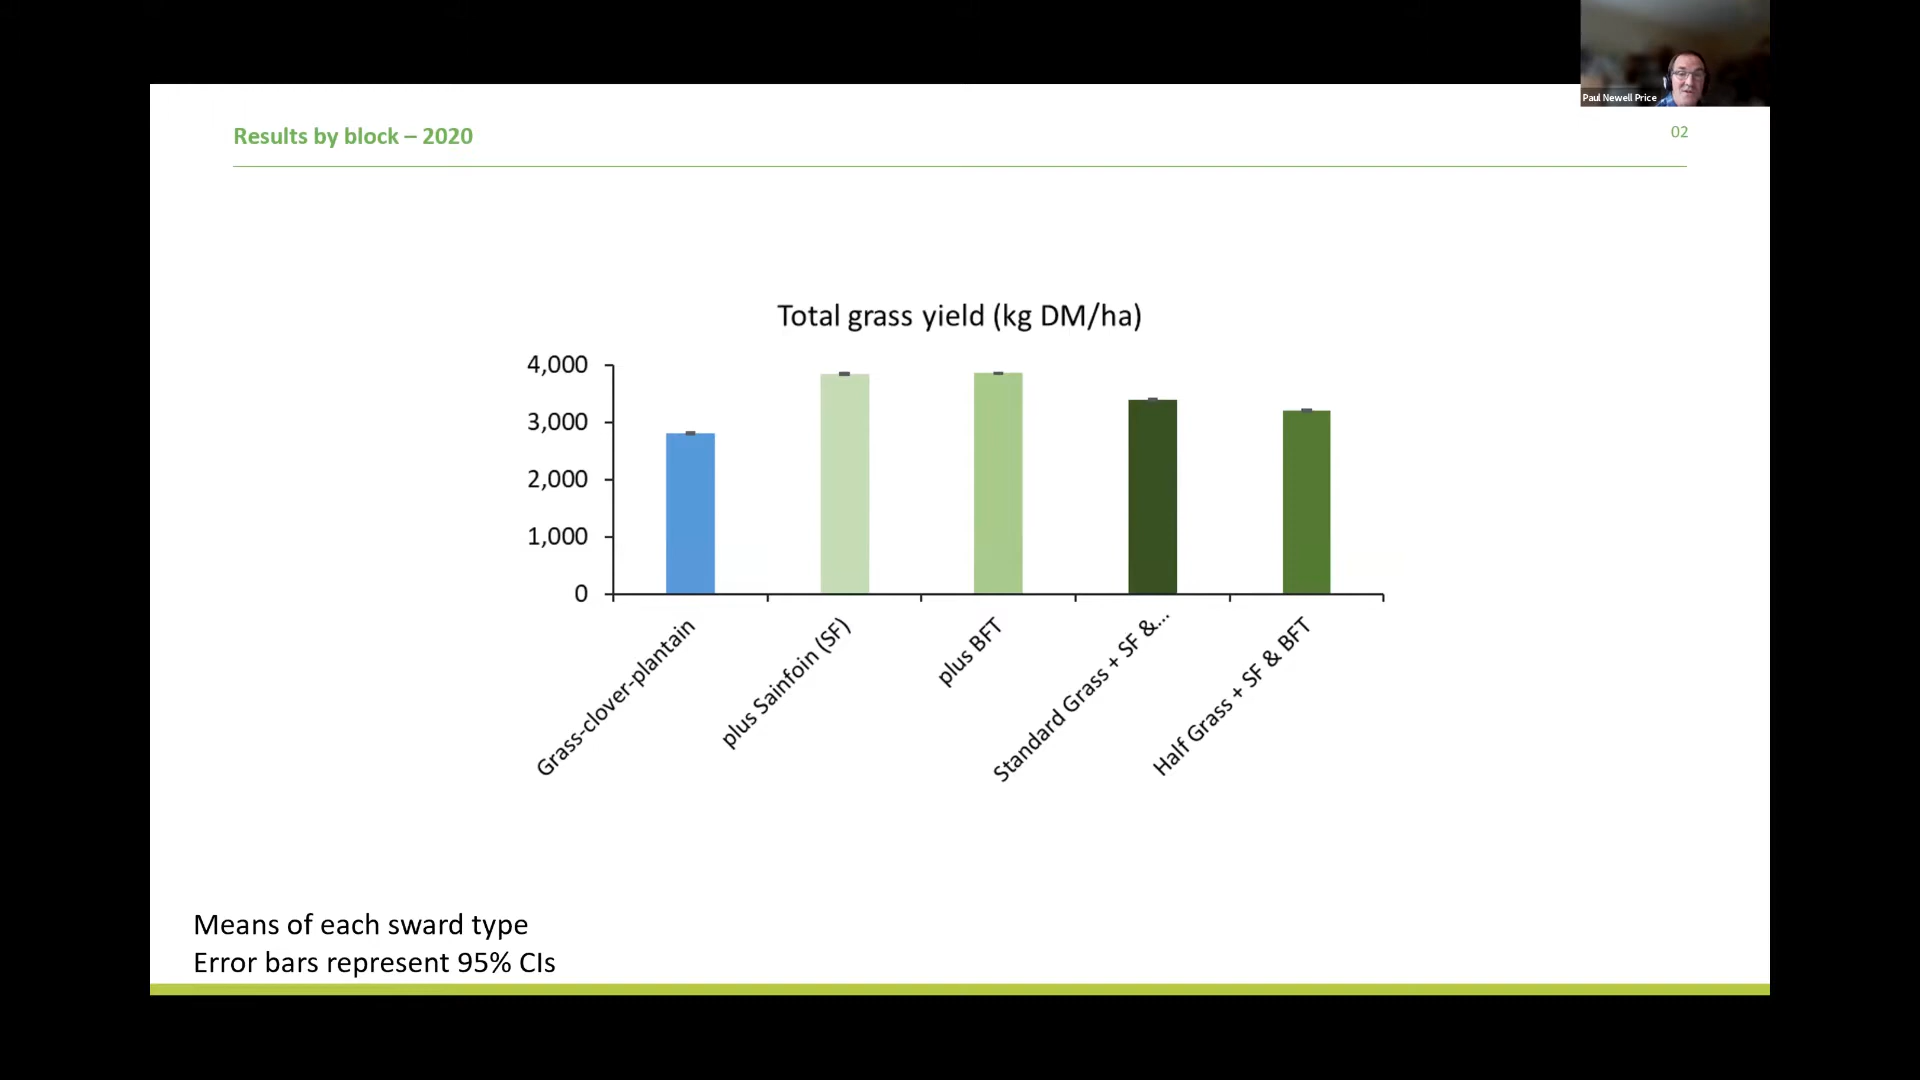 Paul Newell Price
Results by block – 2020
02
Total grass yield (kg DM/ha)
4,000
3,000
2,000
1,000
0
Grass-clover-plantain
plus Sainfoin (SF)
plus BFT
Standard Grass + SF &...
Half Grass + SF & BFT
Means of each sward type
Error bars represent 95% CIs